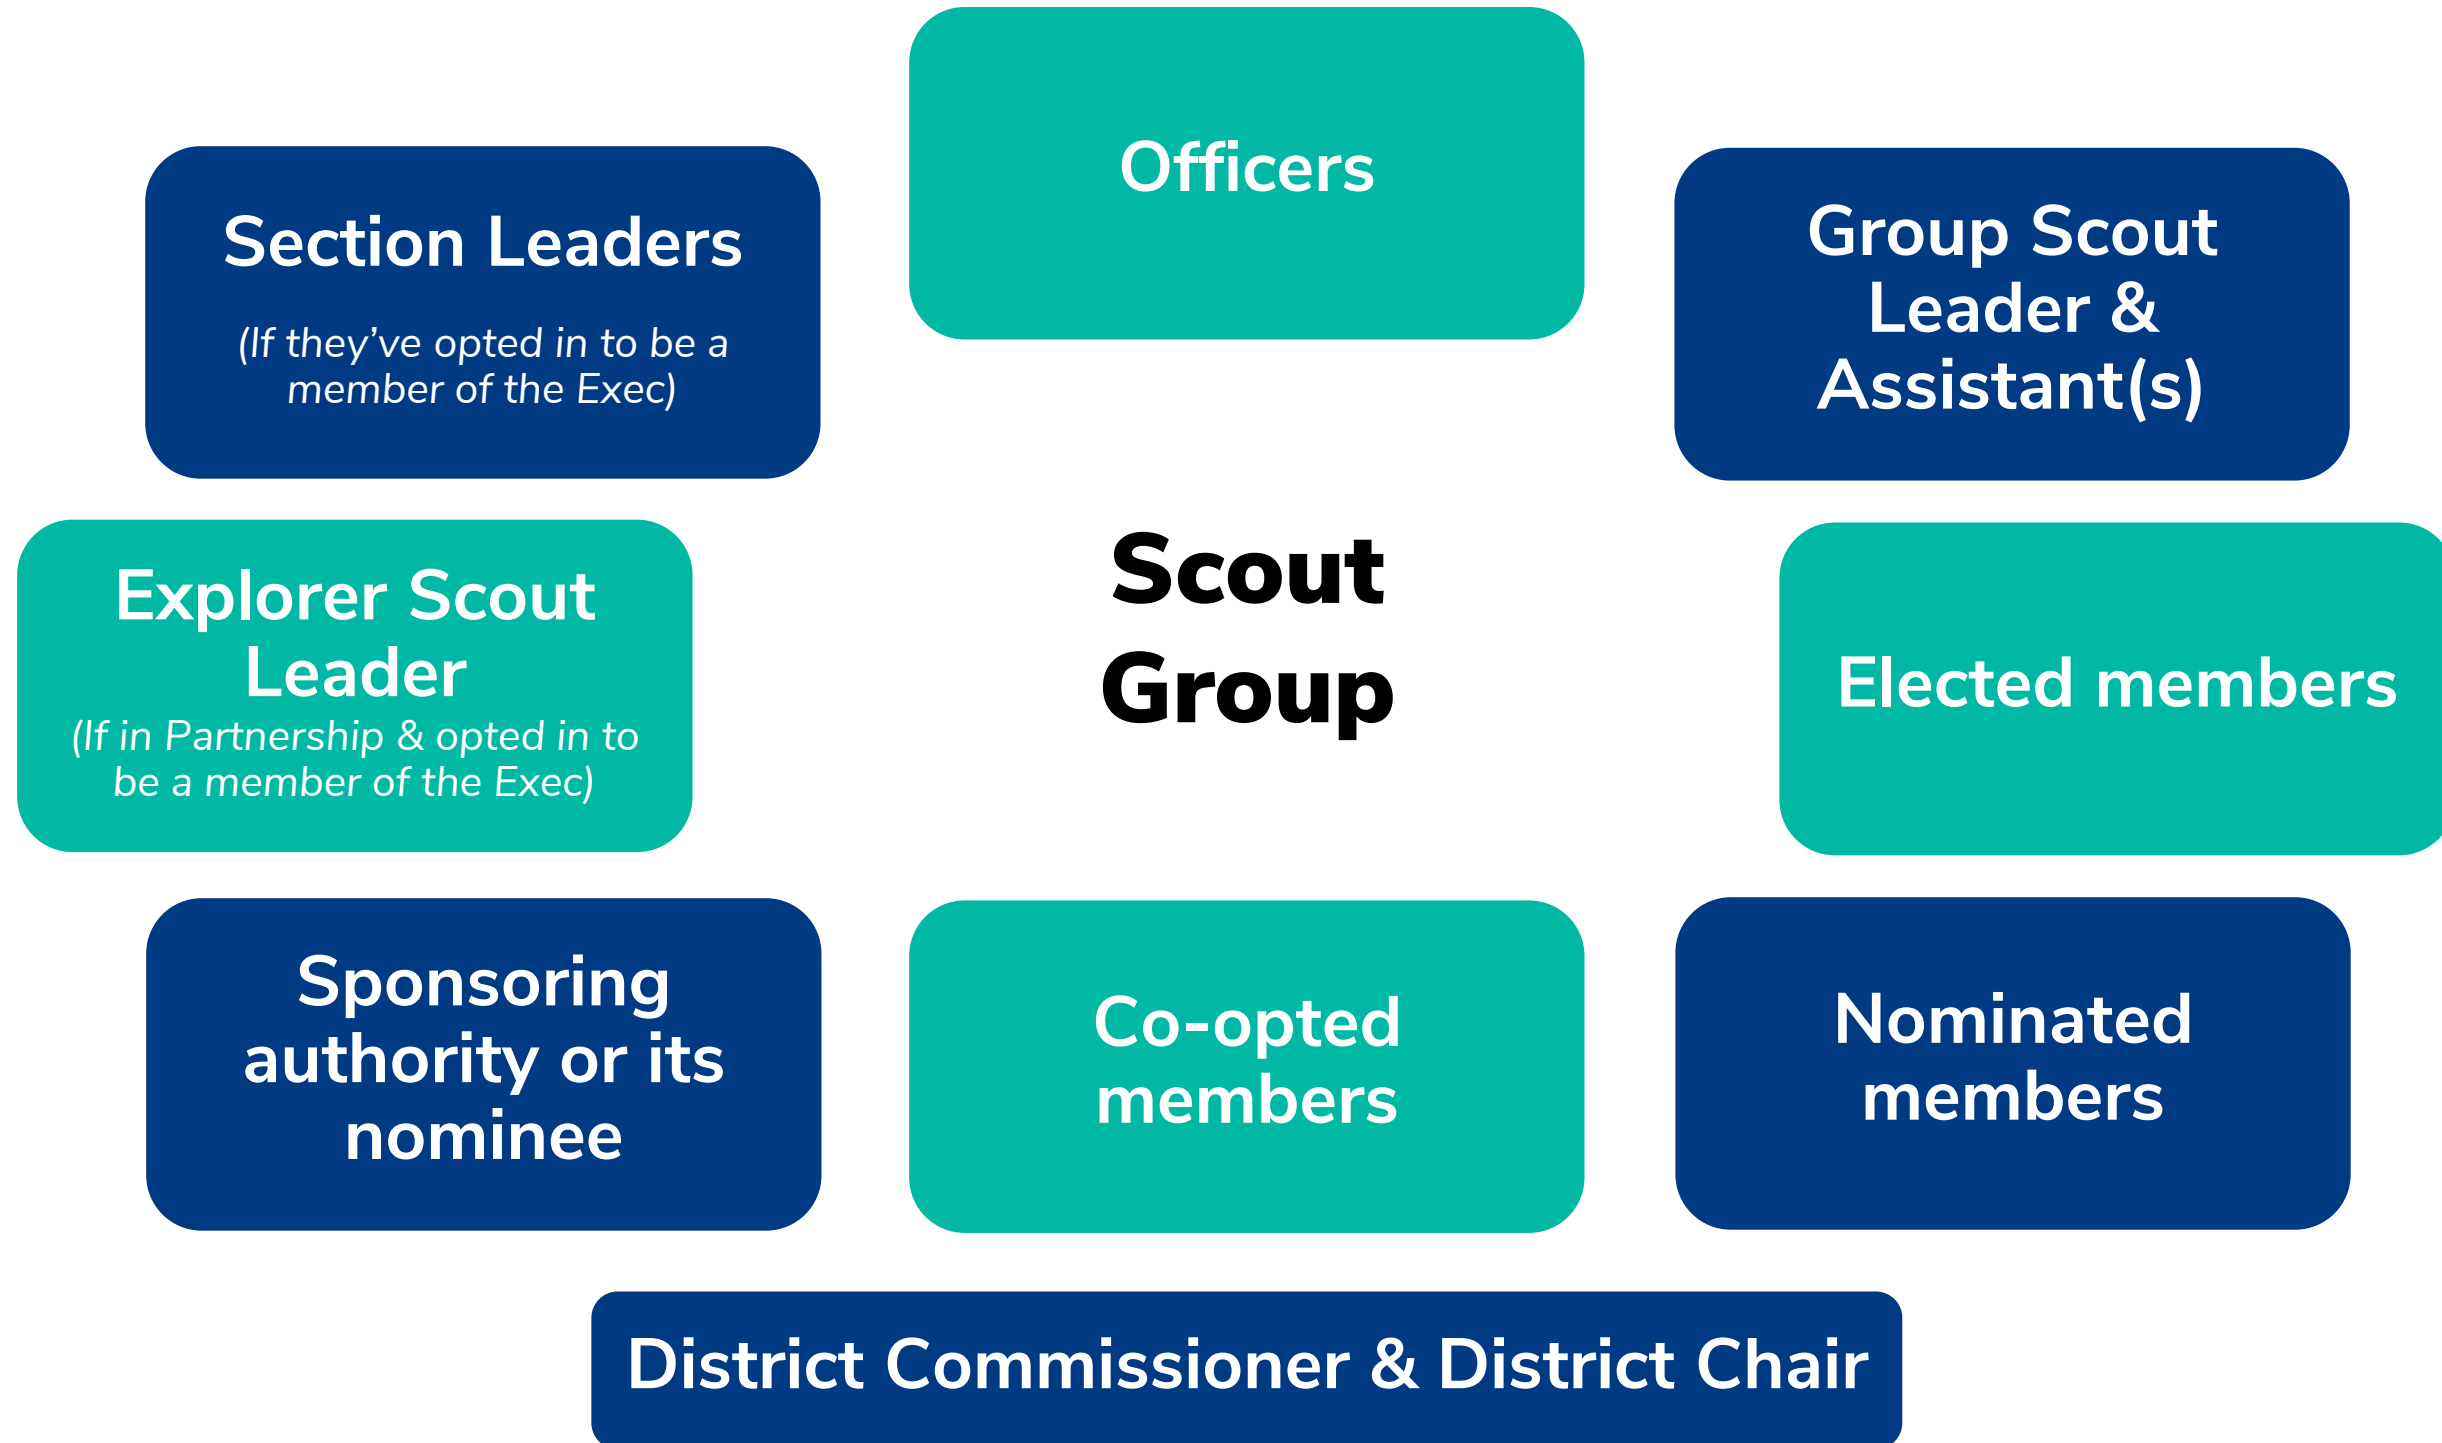 Officers
Section Leaders
(If they’ve opted in to be a
member of the Exec)
Group Scout
Leader &
Assistant(s)
Explorer Scout
Leader
(If in Partnership & opted in to
be a member of the Exec)
Scout
Group
Elected members
Sponsoring
authority or its
nominee
Co-opted
members
Nominated
members
District Commissioner & District Chair